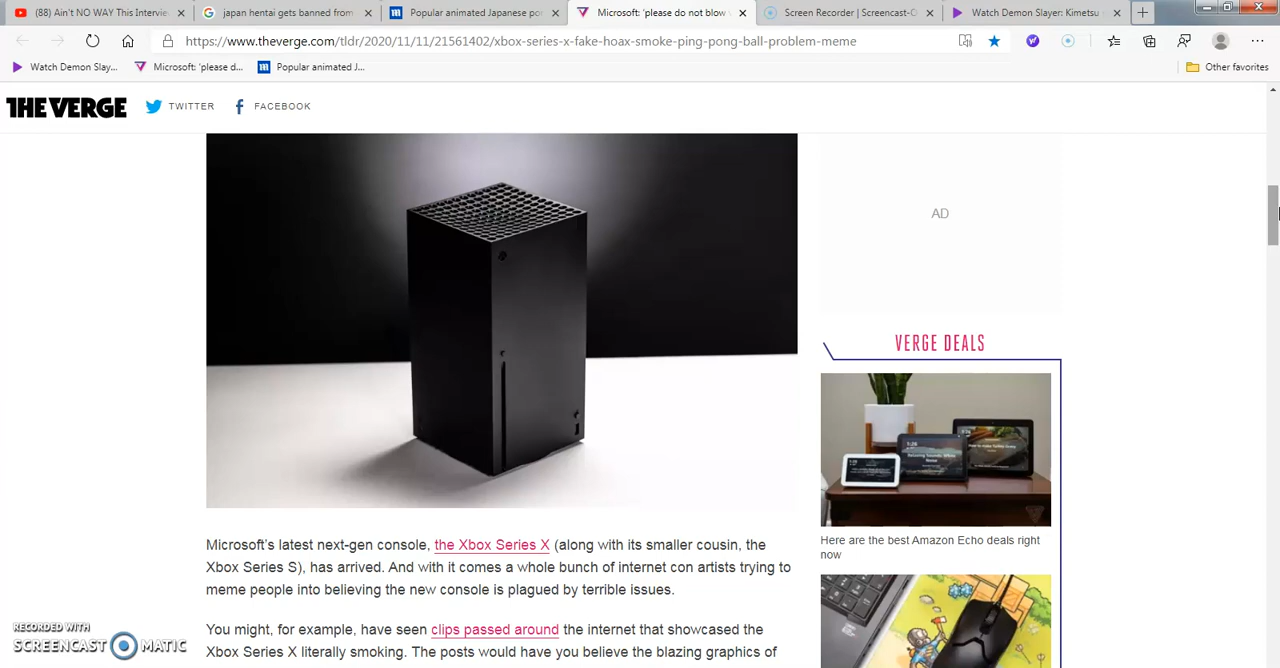 (88) Ain't NO WAY This Intervie
japan hentai gets banned from
Popular animated Japanese por
Microsoft: 'please do not blow v
Screen Recorder | Screencast-O
Watch Demon Slayer: Kimetsu
https://www.theverge.com/tldr/2020/11/11/21561402/xbox-series-x-fake-hoax-smoke-ping-pong-ball-problem-meme
Watch Demon Slay...
Microsoft: 'please d...
Popular animated J...
Other favorites
THE VERGE
TWITTER
FACEBOOK
AD
VERGE DEALS
Here are the best Amazon Echo deals right
now
Microsoft's latest next-gen console, the Xbox Series X (along with its smaller cousin, the
Xbox Series S), has arrived. And with it comes a whole bunch of internet con artists trying to
meme people into believing the new console is plagued by terrible issues.
You might, for example, have seen clips passed around the internet that showcased the
Xbox Series X literally smoking. The posts would have you believe the blazing graphics of
RECORDED WITH
SCREENCAST MATIC